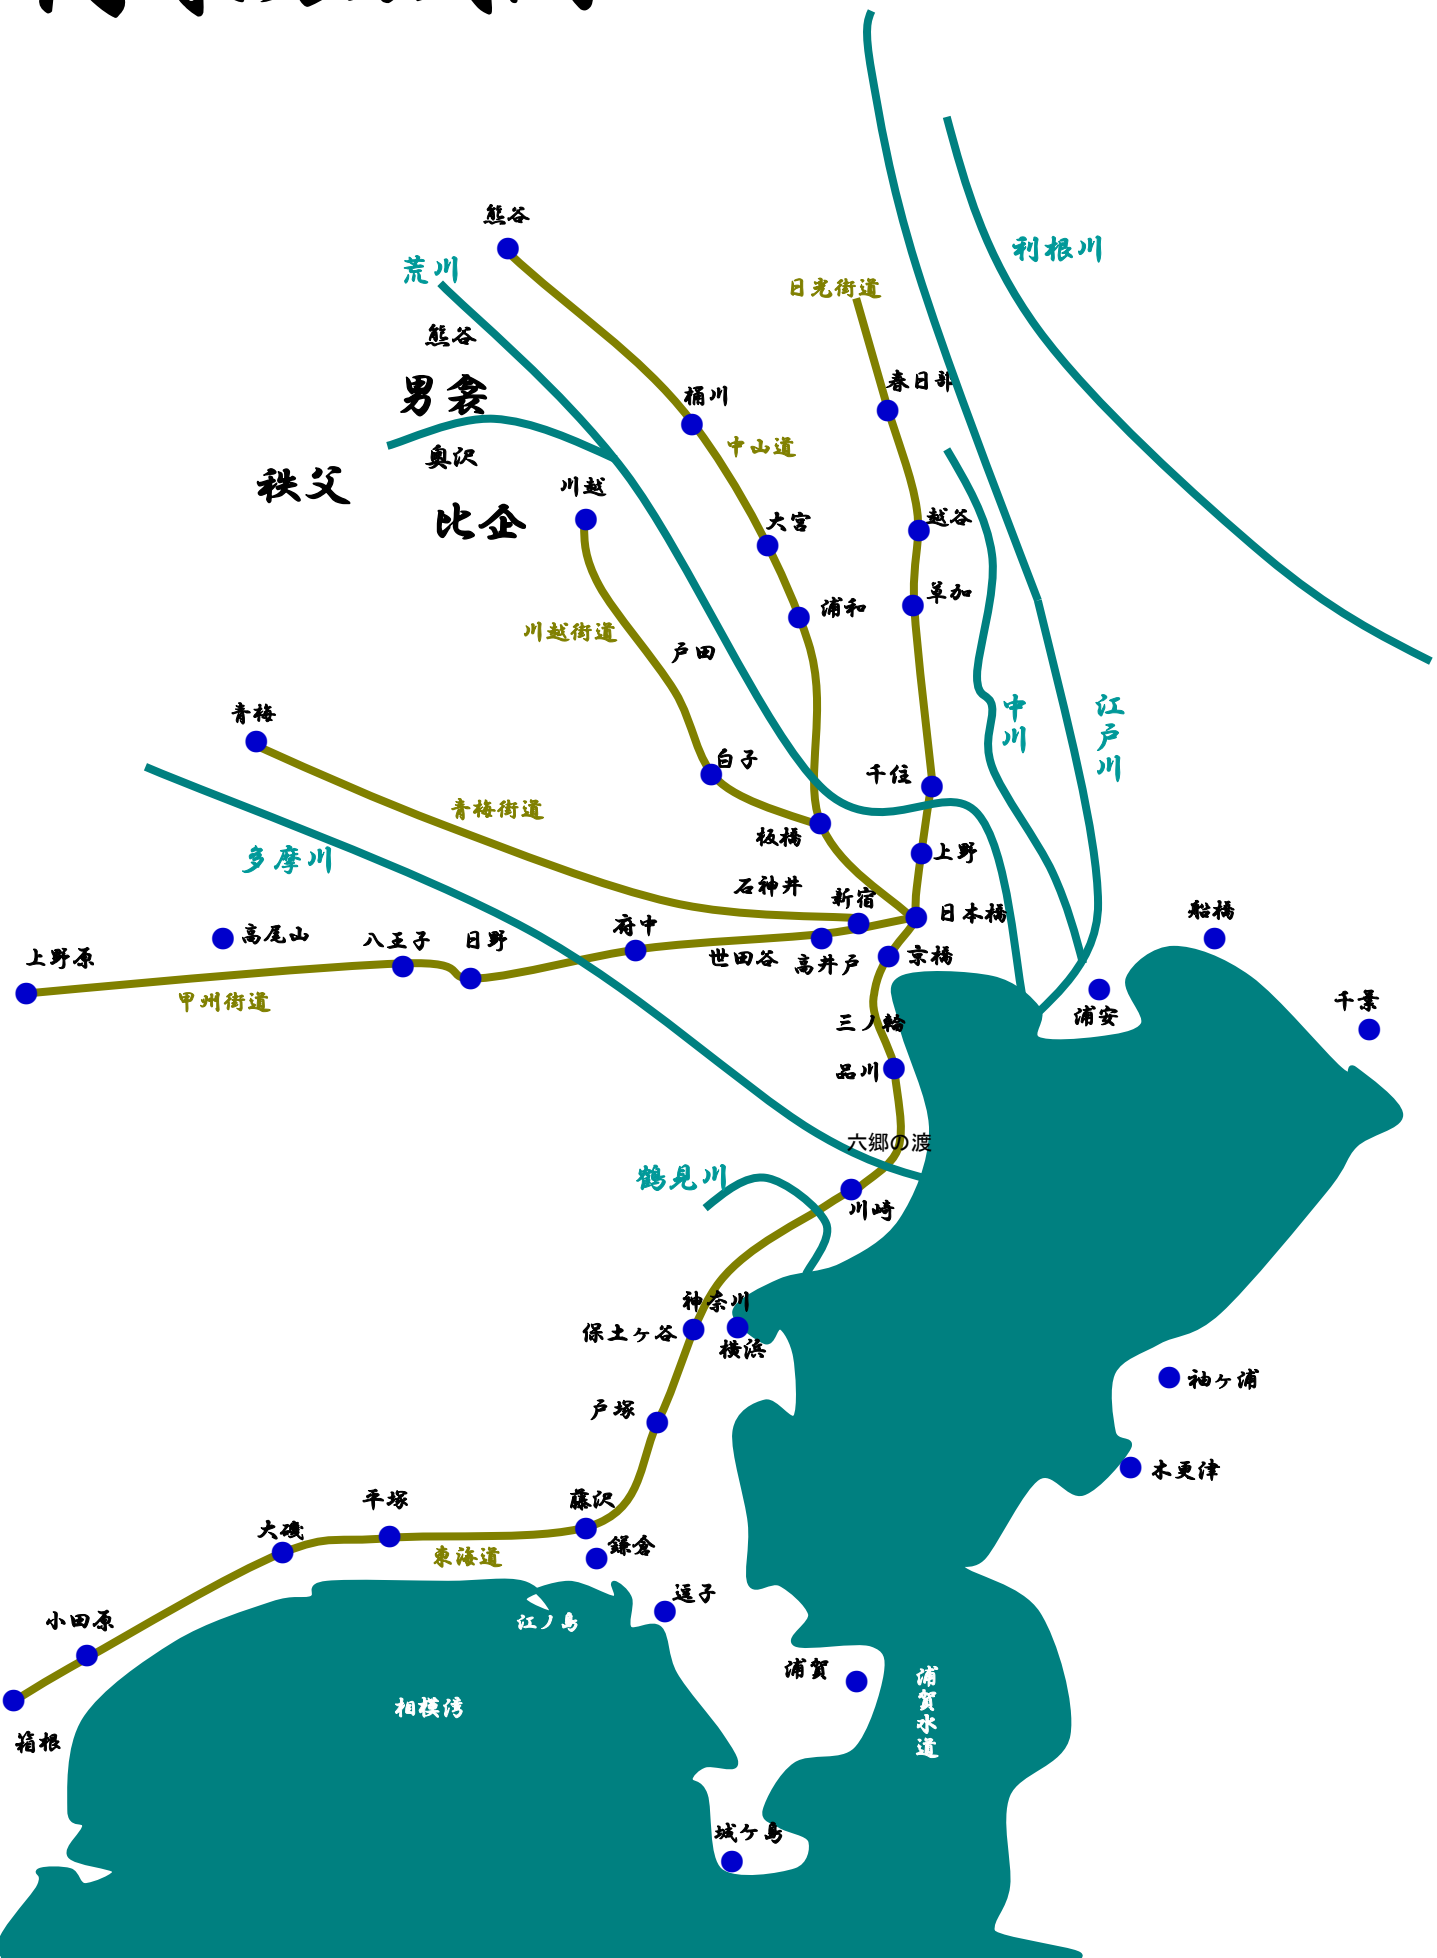 熊谷
利根川
荒川
日光街道
熊谷
春日部
男衾
桶川
中山道
奥沢
秩父
川越
比企
大宮
越谷
草加
浦和
川越街道
戸田
青梅
中川
江戸川
白子
千住
青梅街道
板橋
多摩川
上野
石神井
新宿
日本橋
船橋
高尾山
八王子
日野
府中
上野原
世田谷
高井戸
京橋
甲州街道
千葉
浦安
三ノ輪
品川
六郷の渡
鶴見川
川崎
神奈川
保土ヶ谷
横浜
袖ヶ浦
戸塚
木更津
平塚
藤沢
大磯
鎌倉
東海道
逗子
小田原
江ノ島
浦賀
浦賀水道
相模湾
箱根
城ケ島